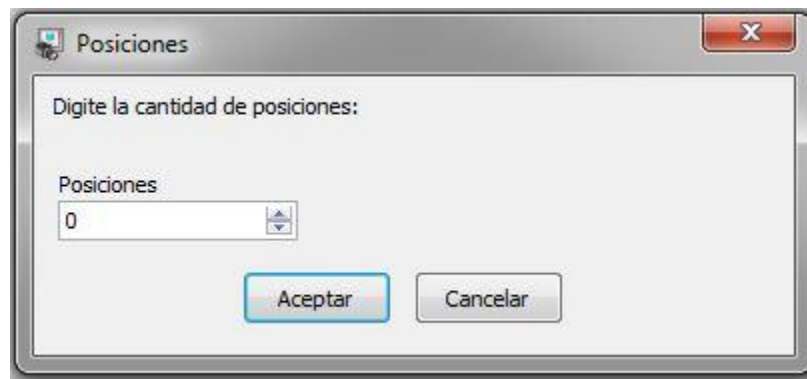 Posiciones
Digite la cantidad de posiciones:
Posiciones
0
Aceptar Cancelar